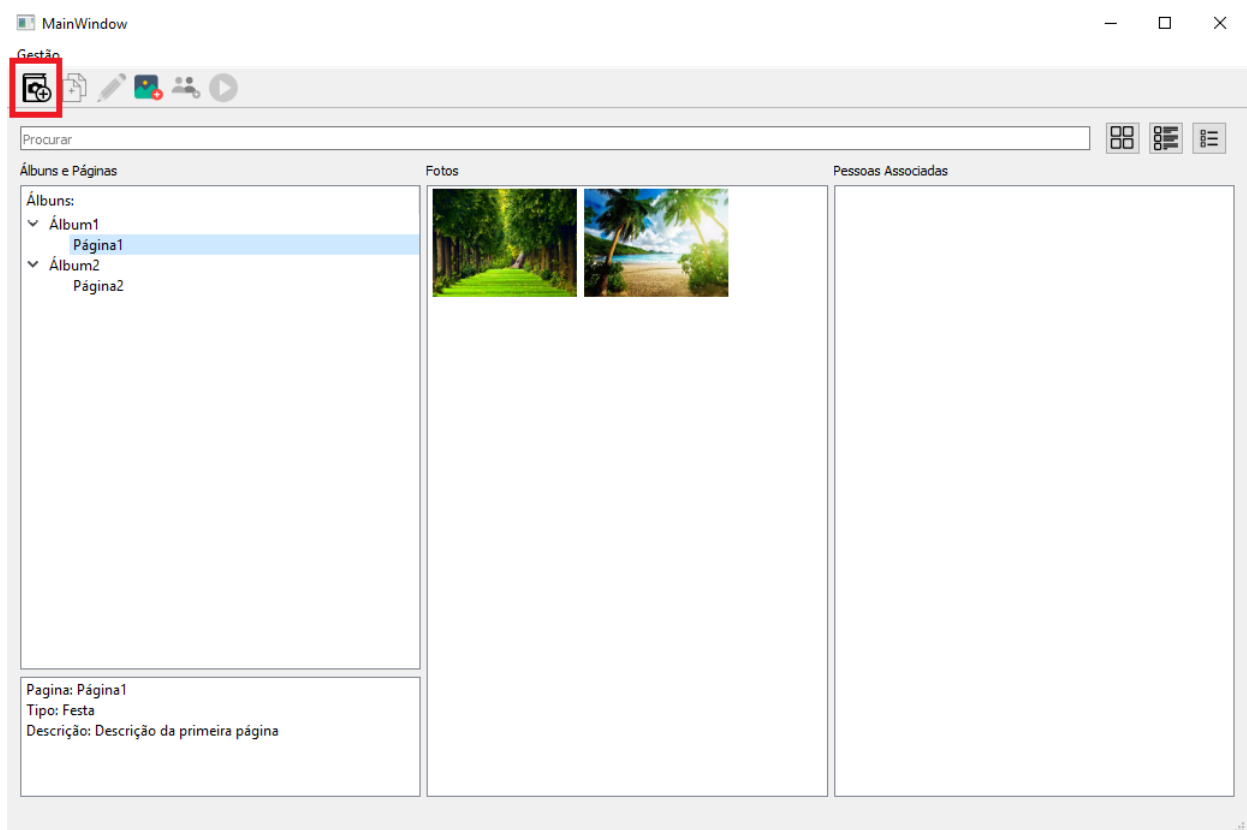 MainWindow
Gestão
Procurar
Álbuns e Páginas
Fotos
Pessoas Associadas
Álbuns:
Álbum1
Página1
Álbum2
Página2
Pagina: Página1
Tipo: Festa
Descrição: Descrição da primeira página